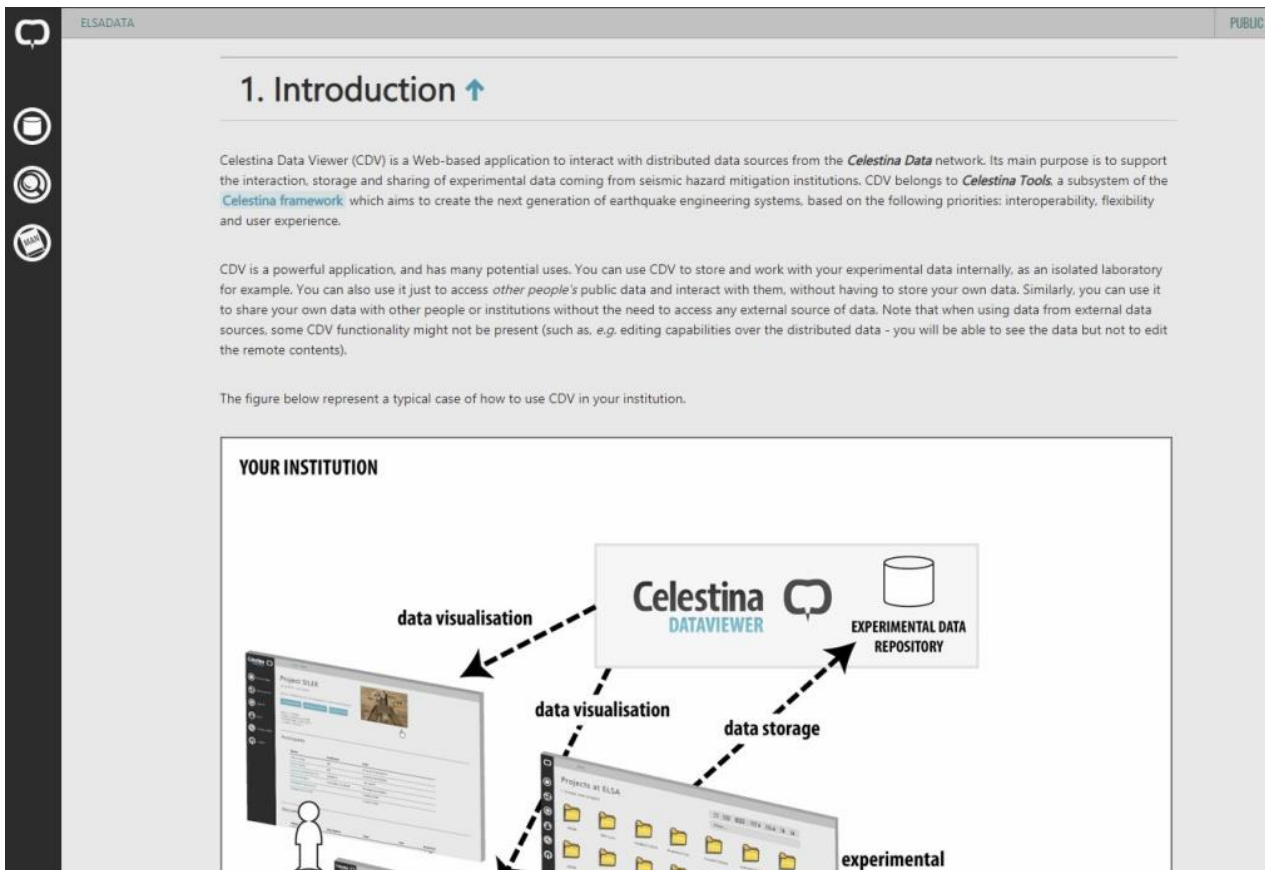 ELSADATA
PUBLIC
1. Introduction
MAN
Celestina Data Viewer (CDV) is a Web-based application to interact with distributed data sources from the Celestina Data network. Its main purpose is to support
the interaction, storage and sharing of experimental data coming from seismic hazard mitigation institutions. CDV belongs to Celestina Tools, a subsystem of the
Celestina framework which aims to create the next generation of earthquake engineering systems, based on the following priorities: interoperability, flexibility
and user experience.
CDV is a powerful application, and has many potential uses. You can use CDV to store and work with your experimental data internally, as an isolated laboratory
for example. You can also use it just to access other people's public data and interact with them, without having to store your own data. Similarly, you can use it
to share your own data with other people or institutions without the need to access any external source of data. Note that when using data from external data
sources, some CDV functionality might not be present (such as, e.g. editing capabilities over the distributed data - you will be able to see the data but not to edit
the remote contents).
The figure below represent a typical case of how to use CDV in your institution.
YOUR INSTITUTION
Celestina
DATAVIEWER
EXPERIMENTAL DATA
REPOSITORY
data visualisation
data visualisation
data storage
Project SILER
Participants
Projects at ELSA
experimental